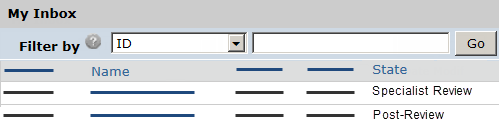 My Inbox
Filter by ? ID Go
Name State
Specialist Review
Post-Review